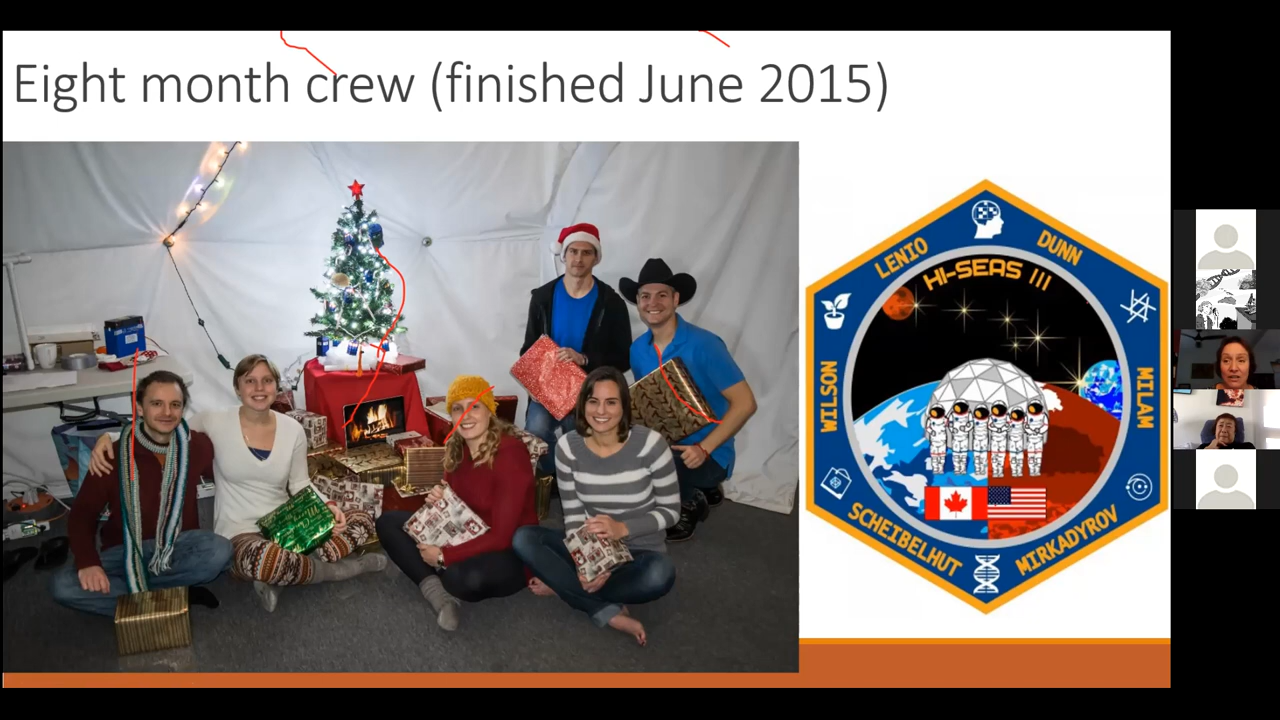 Eight month crew (finished June 2015)
LENIO
DUNN
HI-SEAS III
WILSON
MILAM
SCHEIBELHUT
MIRKADYROV